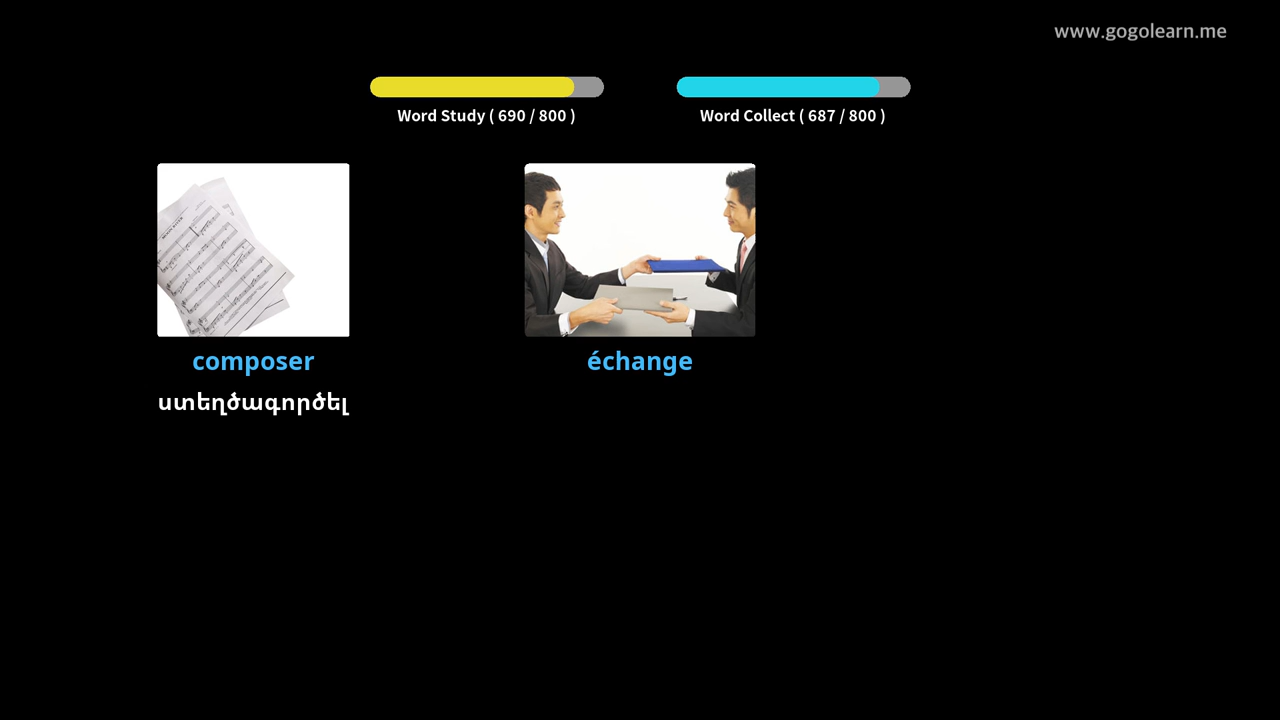 www.gogolearn.me
Word Study ( 690 / 800 )
Word Collect ( 687 / 800 )
composer
échange
ստեղծագործել